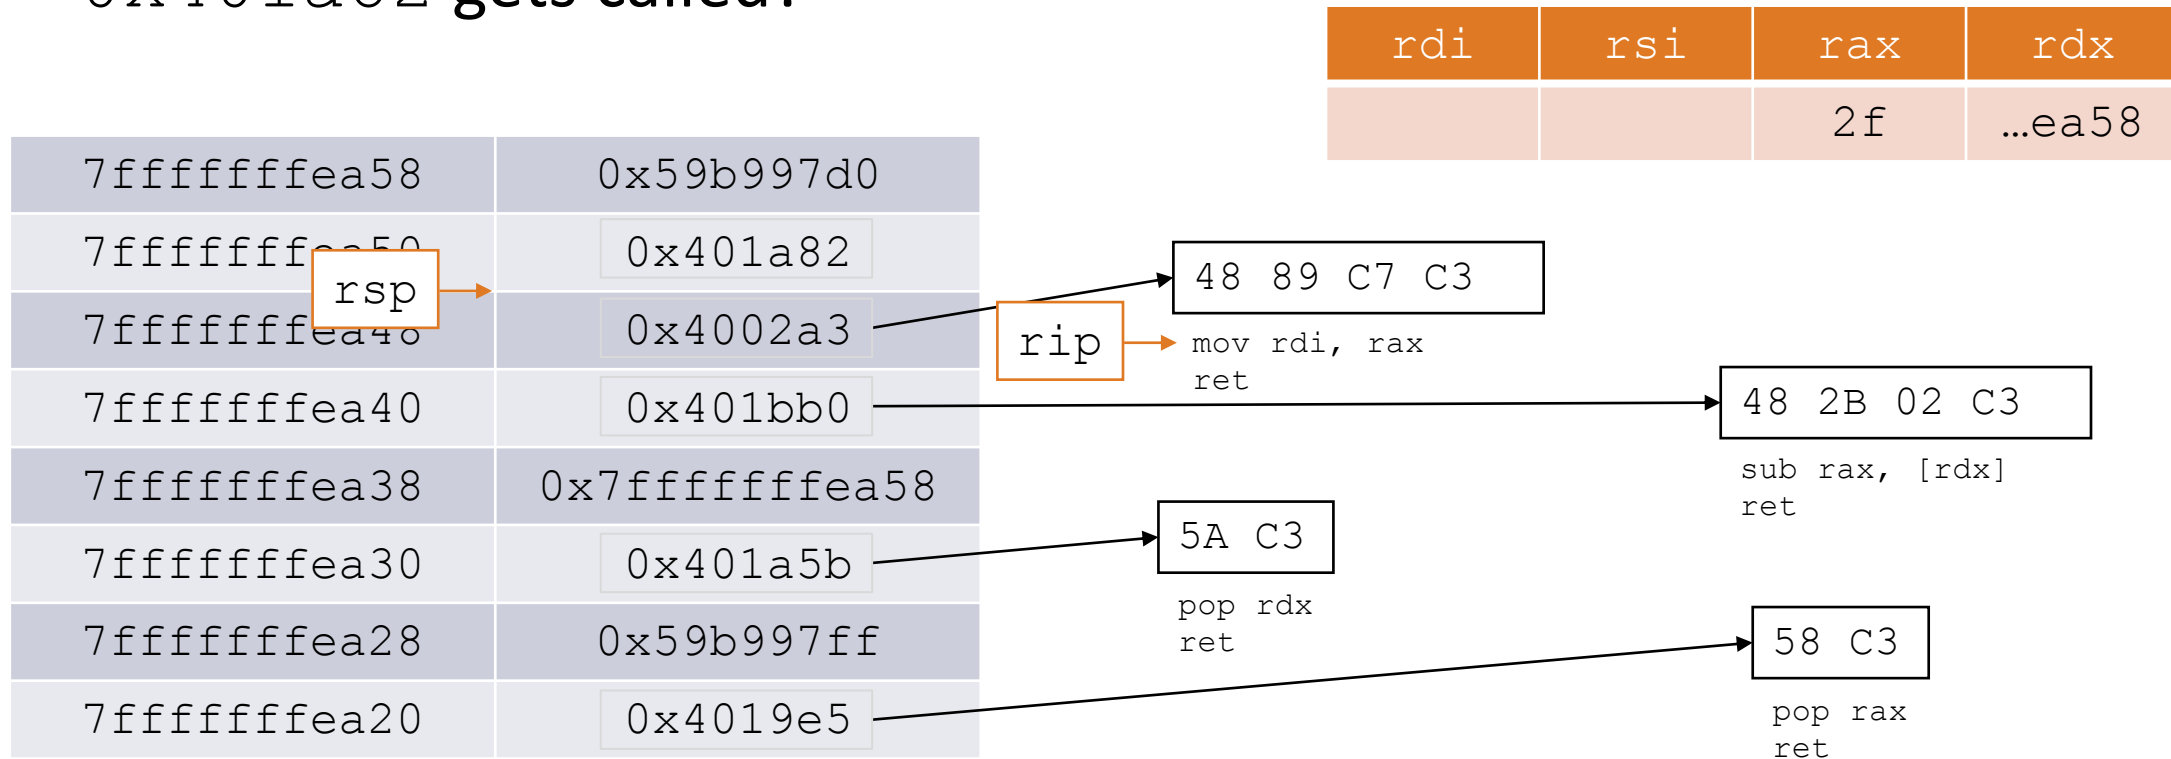 gets called?
rdi rsi rax rdx
2f …ea58
7fffffffea58 0x59b997d0
0x401a82
48 89 C7 C3
rsp
0x4002a3
rip
mov rdi, rax
ret
7fffffffea40 0x401bb0
48 2B 02 C3
7fffffffea38 0x7fffffffea58
sub rax, [rdx]
ret
5A C3
7fffffffea30 0x401a5b
pop rdx
ret
7fffffffea28 0x59b997ff
58 C3
7fffffffea20 0x4019e5
pop rax
ret